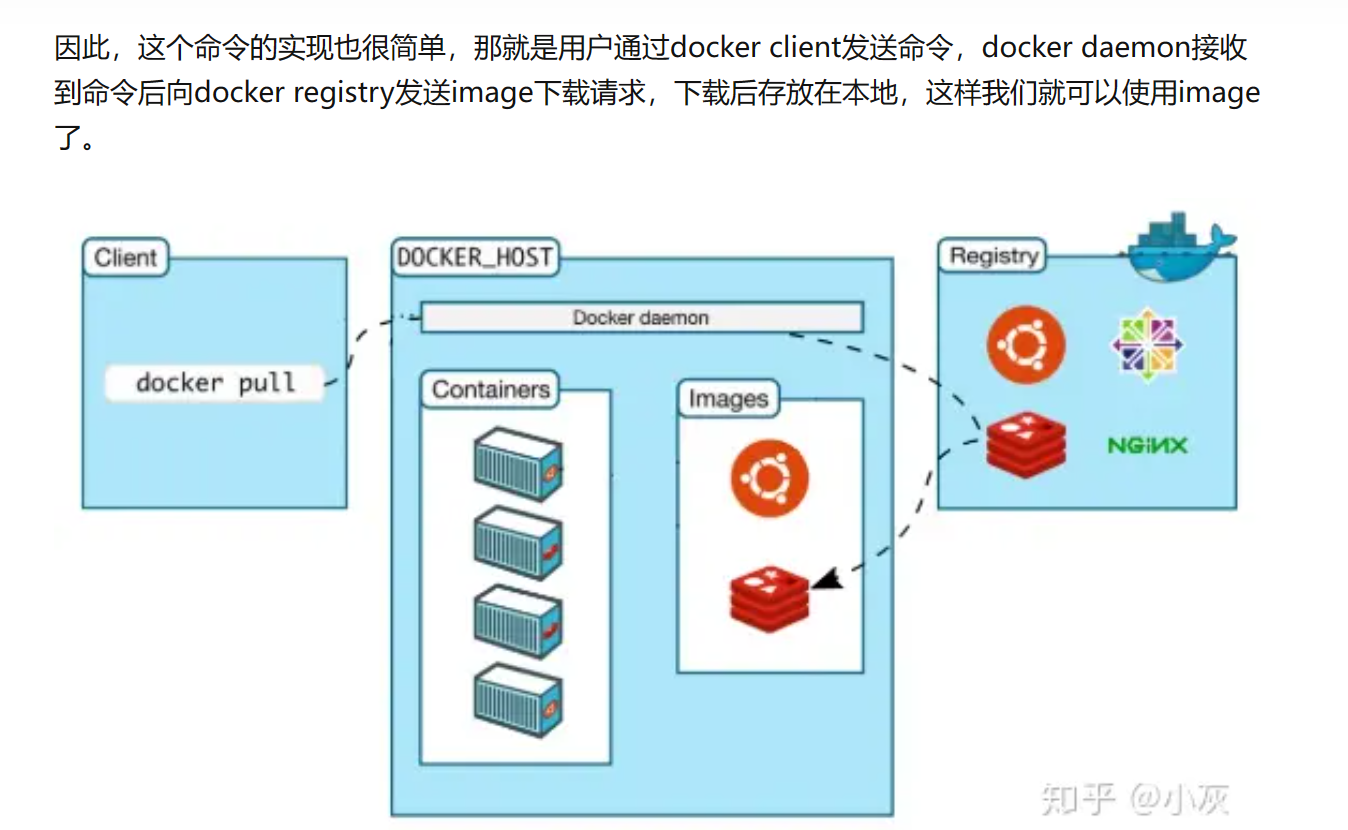 因此，这个命令的实现也很简单，那就是用户通过docker client发送命令，docker daemon接收
到命令后向docker registry发送image下载请求，下载后存放在本地，这样我们就可以使用image
了。
Client
DOCKER_HOST
Registry
Docker daemon
docker pull
Containers
Images
NGiNX
知乎 @小灰